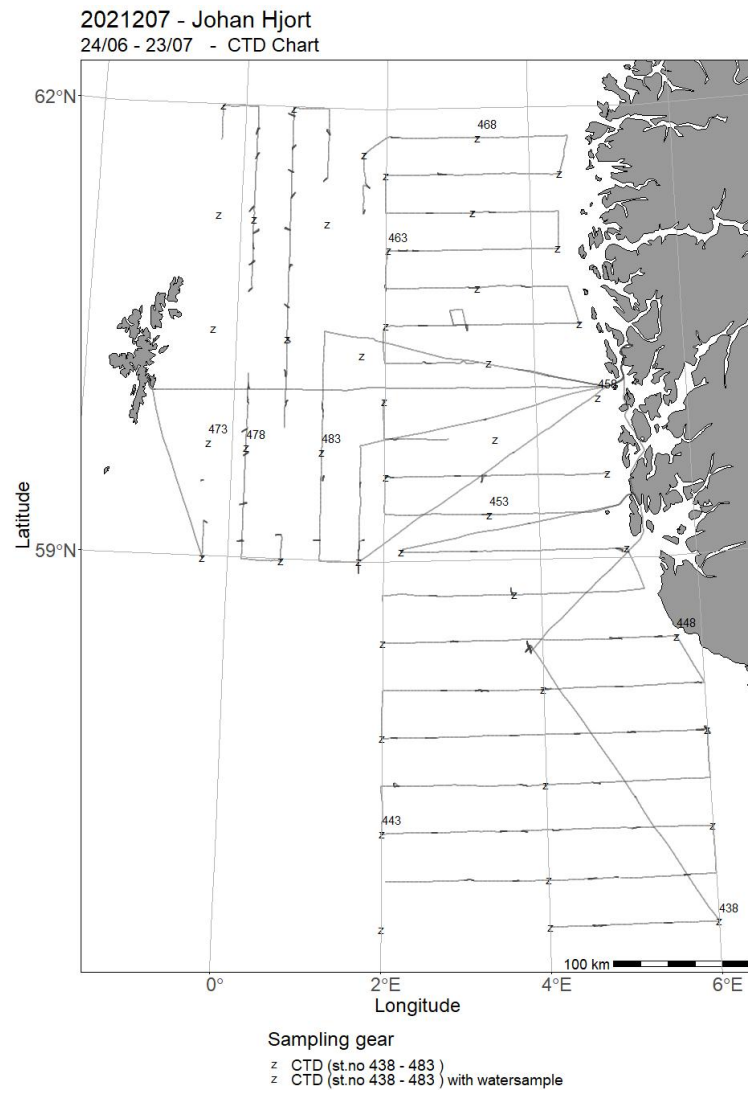 2021207 - Johan Hjort
24/06 - 23/07 - CTD Chart
62°N
468
463
458
473
478
483
453
59°N
448
443
438
100 km
Latitude
0°
2°E
4°E
6°E
Longitude
Sampling gear
z CTD (st.no 438 - 483 )
z CTD (st.no 438 - 483 ) with watersample